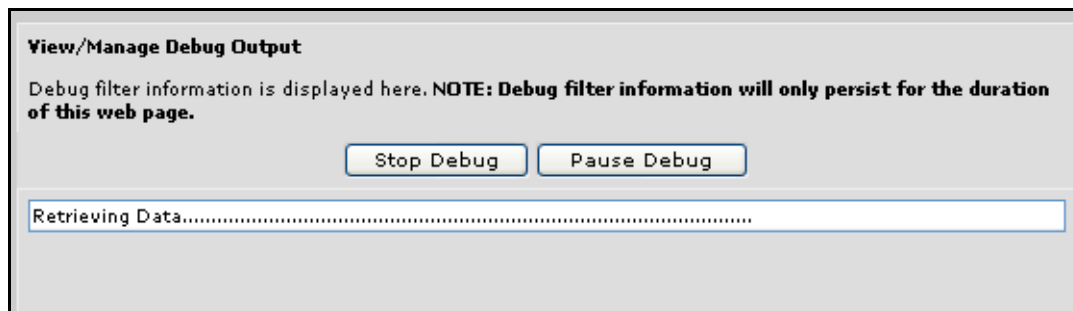 View/Manage Debug Output
Debug filter information is displayed here. NOTE: Debug filter information will only persist for the duration
of this web page.
Stop Debug Pause Debug
Retrieving Data....................................................................................................